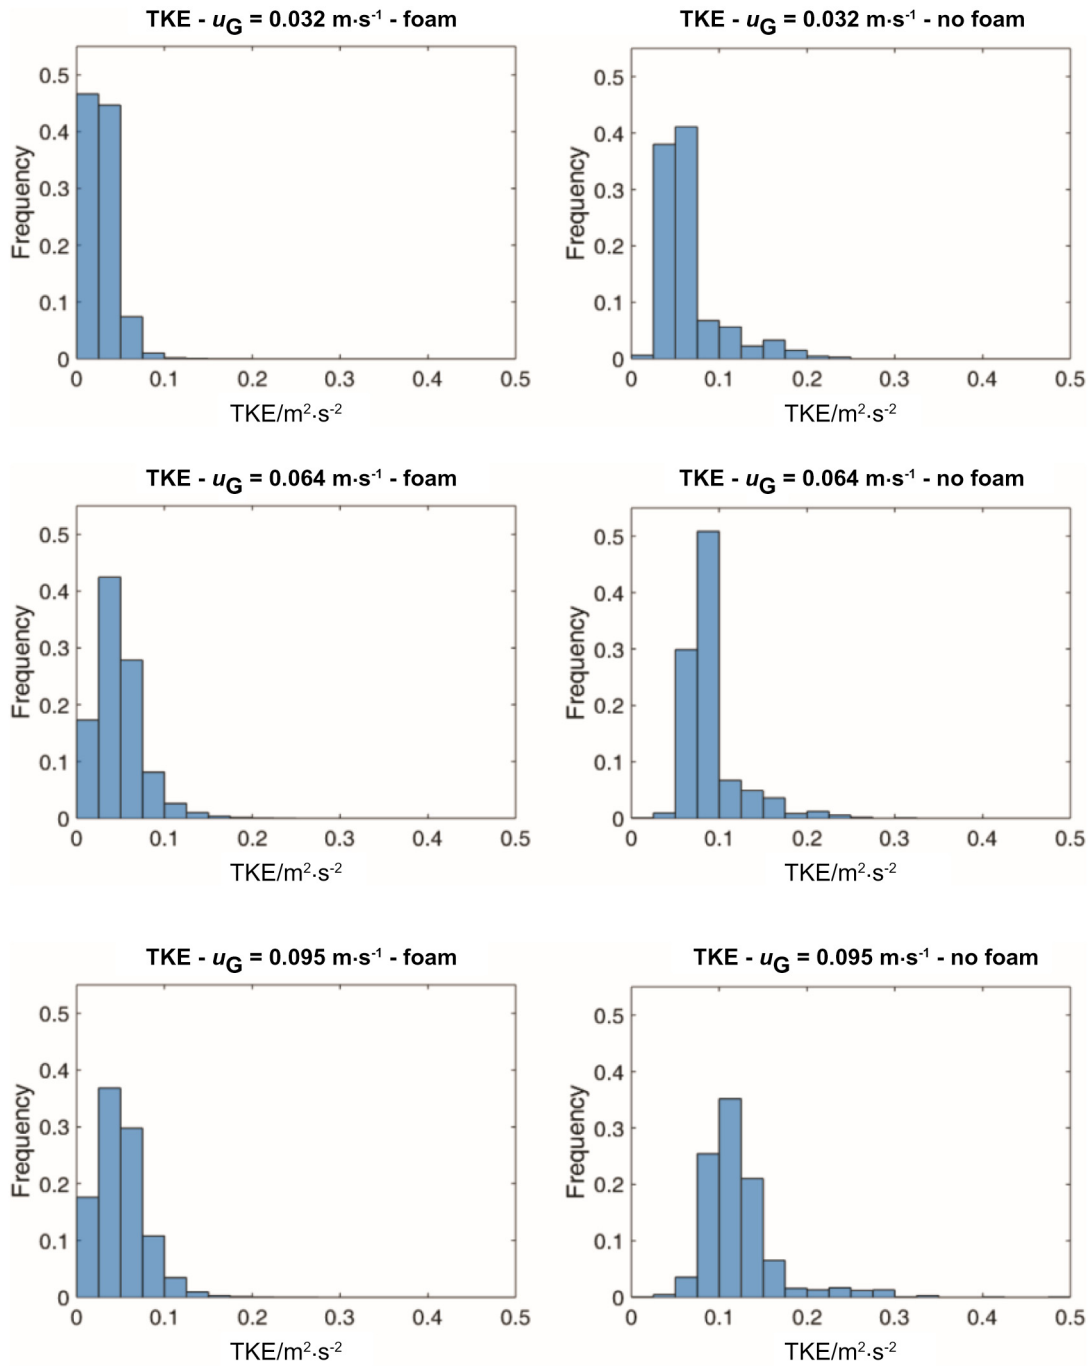 TKE - uG = 0.032 m·s-1 - foam
0.5
0.4
0.3
0.2
0.1
0
Frequency
0 0.1 0.2 0.3 0.4 0.5
TKE/m2·s-2
TKE - uG = 0.032 m·s-1 - no foam
0.5
0.4
0.3
0.2
0.1
0
Frequency
0 0.1 0.2 0.3 0.4 0.5
TKE/m2·s-2
TKE - uG = 0.064 m·s-1 - foam
0.5
0.4
0.3
0.2
0.1
0
Frequency
0 0.1 0.2 0.3 0.4 0.5
TKE/m2·s-2
TKE - uG = 0.064 m·s-1 - no foam
0.5
0.4
0.3
0.2
0.1
0
Frequency
0 0.1 0.2 0.3 0.4 0.5
TKE/m2·s-2
TKE - uG = 0.095 m·s-1 - foam
0.5
0.4
0.3
0.2
0.1
0
Frequency
0 0.1 0.2 0.3 0.4 0.5
TKE/m2·s-2
TKE - uG = 0.095 m·s-1 - no foam
0.5
0.4
0.3
0.2
0.1
0
Frequency
0 0.1 0.2 0.3 0.4 0.5
TKE/m2·s-2